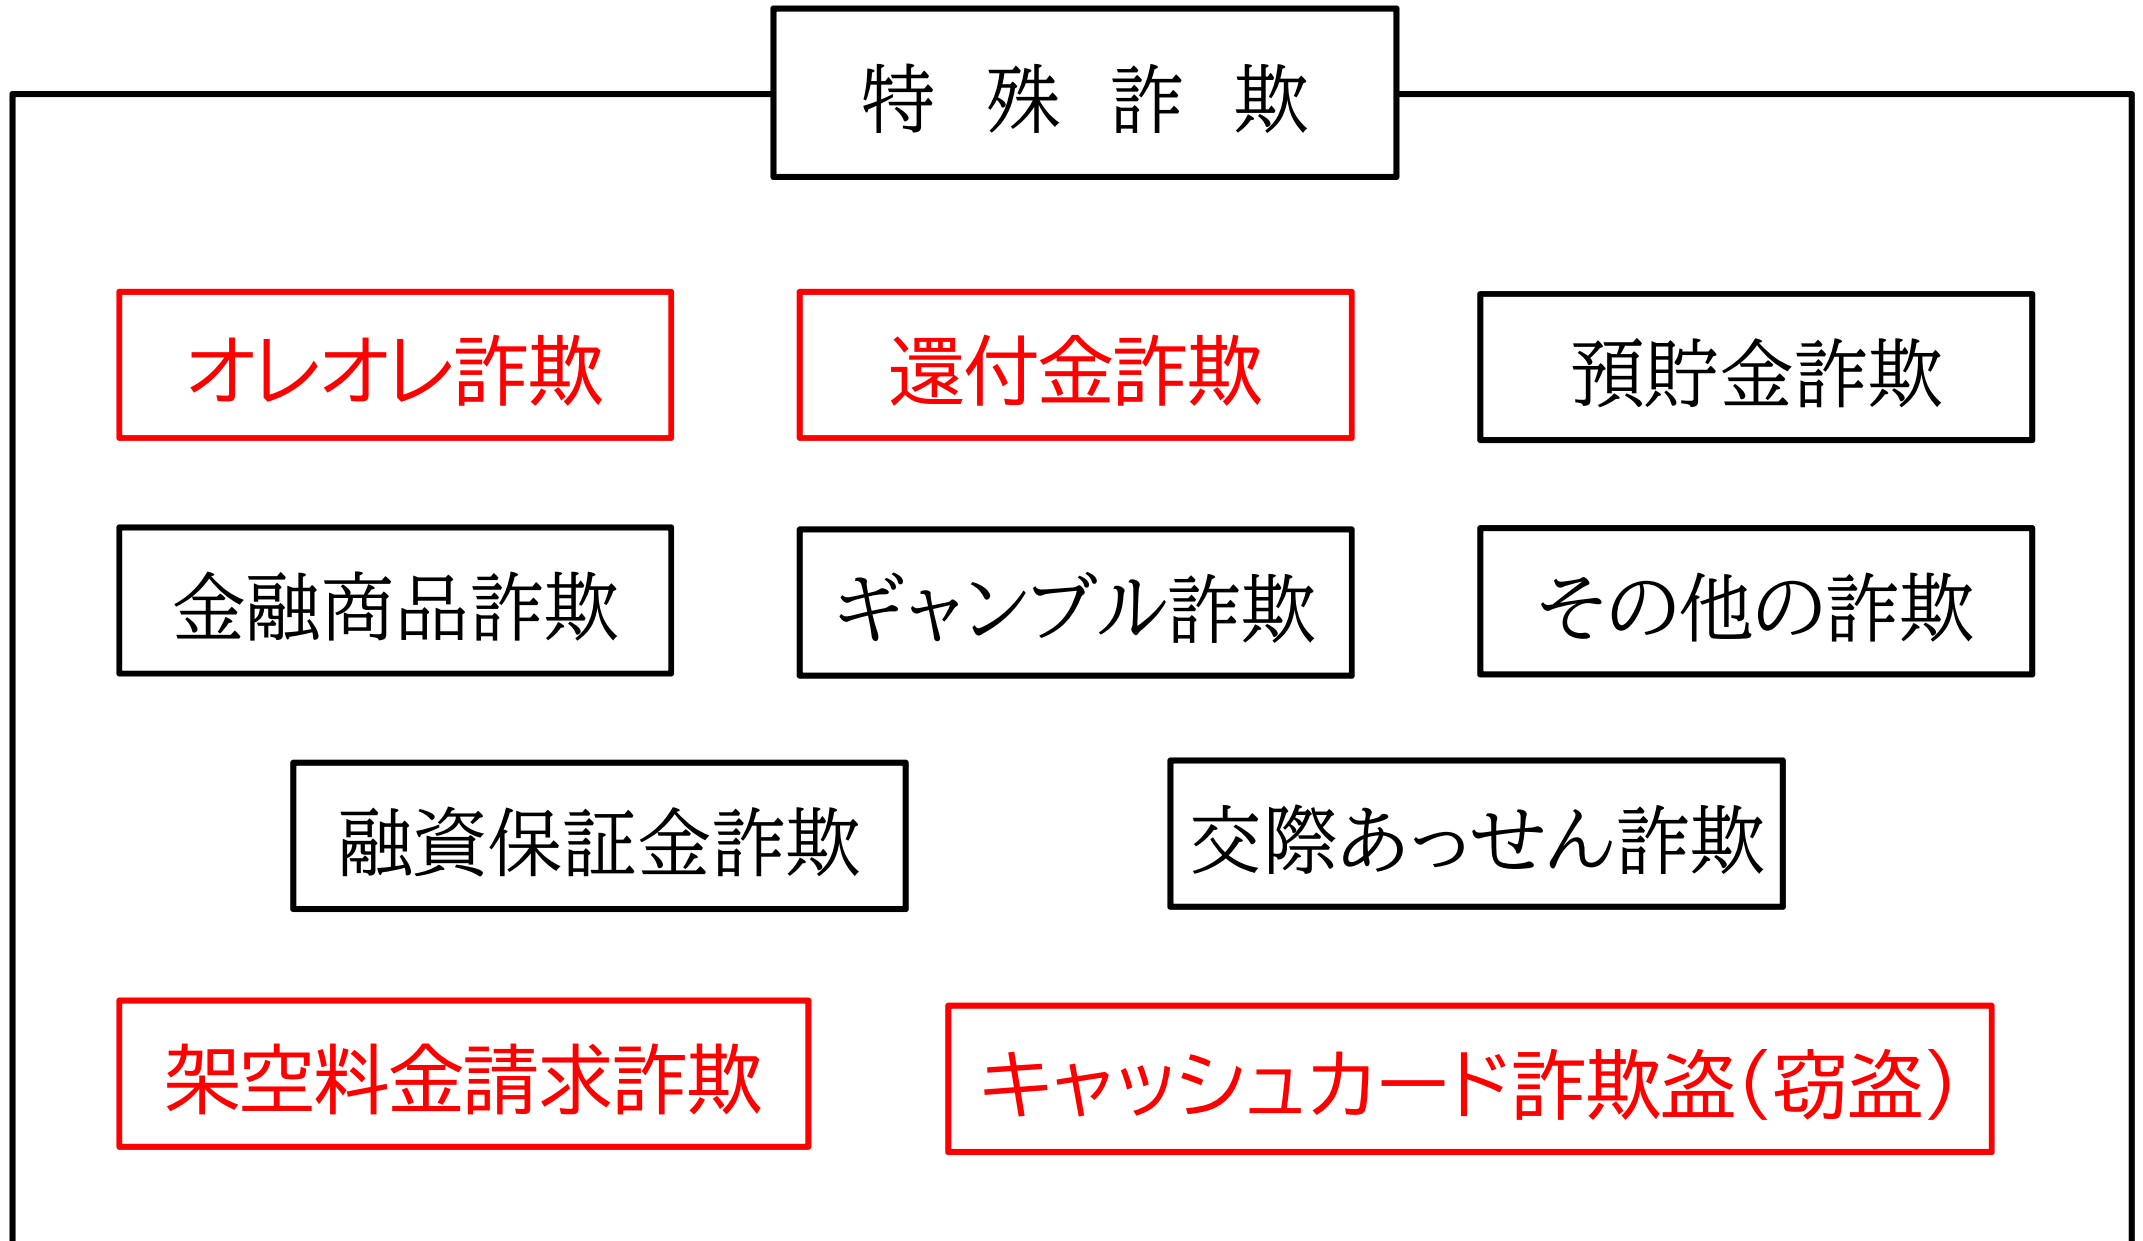 特殊詐欺
オレオレ詐欺
還付金詐欺
預貯金詐欺
金融商品詐欺
ギャンブル詐欺
その他の詐欺
融資保証金詐欺
交際あっせん詐欺
架空料金請求詐欺
キャッシュカード詐欺盗(窃盗)